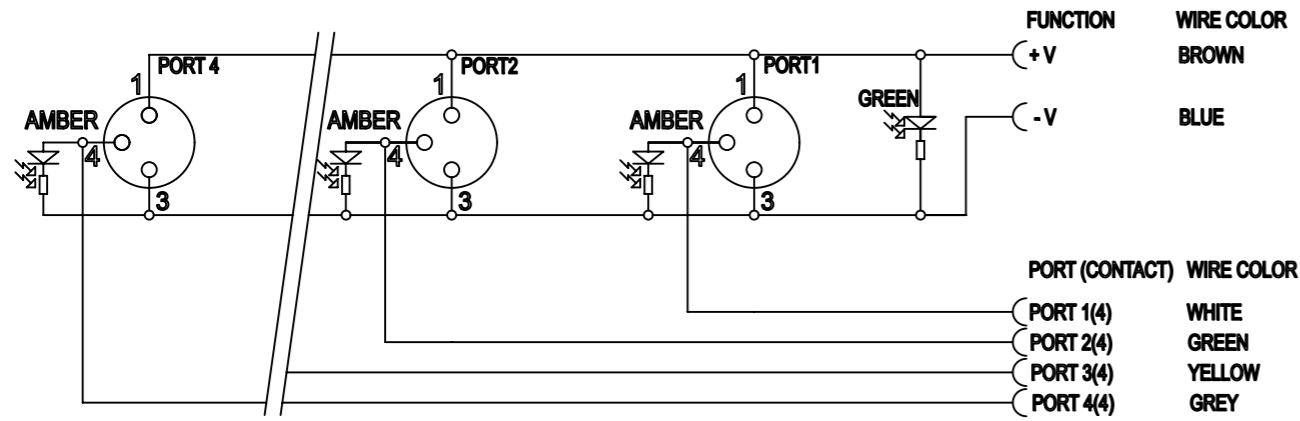 FUNCTION WIRE COLOR
+ V BROWN
PORT 4 PORT2 PORT1
1 1 1
GREEN
AMBER AMBER AMBER
- V BLUE
4 4 4
3 3 3
PORT (CONTACT) WIRE COLOR
PORT 1(4) WHITE
PORT 2(4) GREEN
PORT 3(4) YELLOW
PORT 4(4) GREY